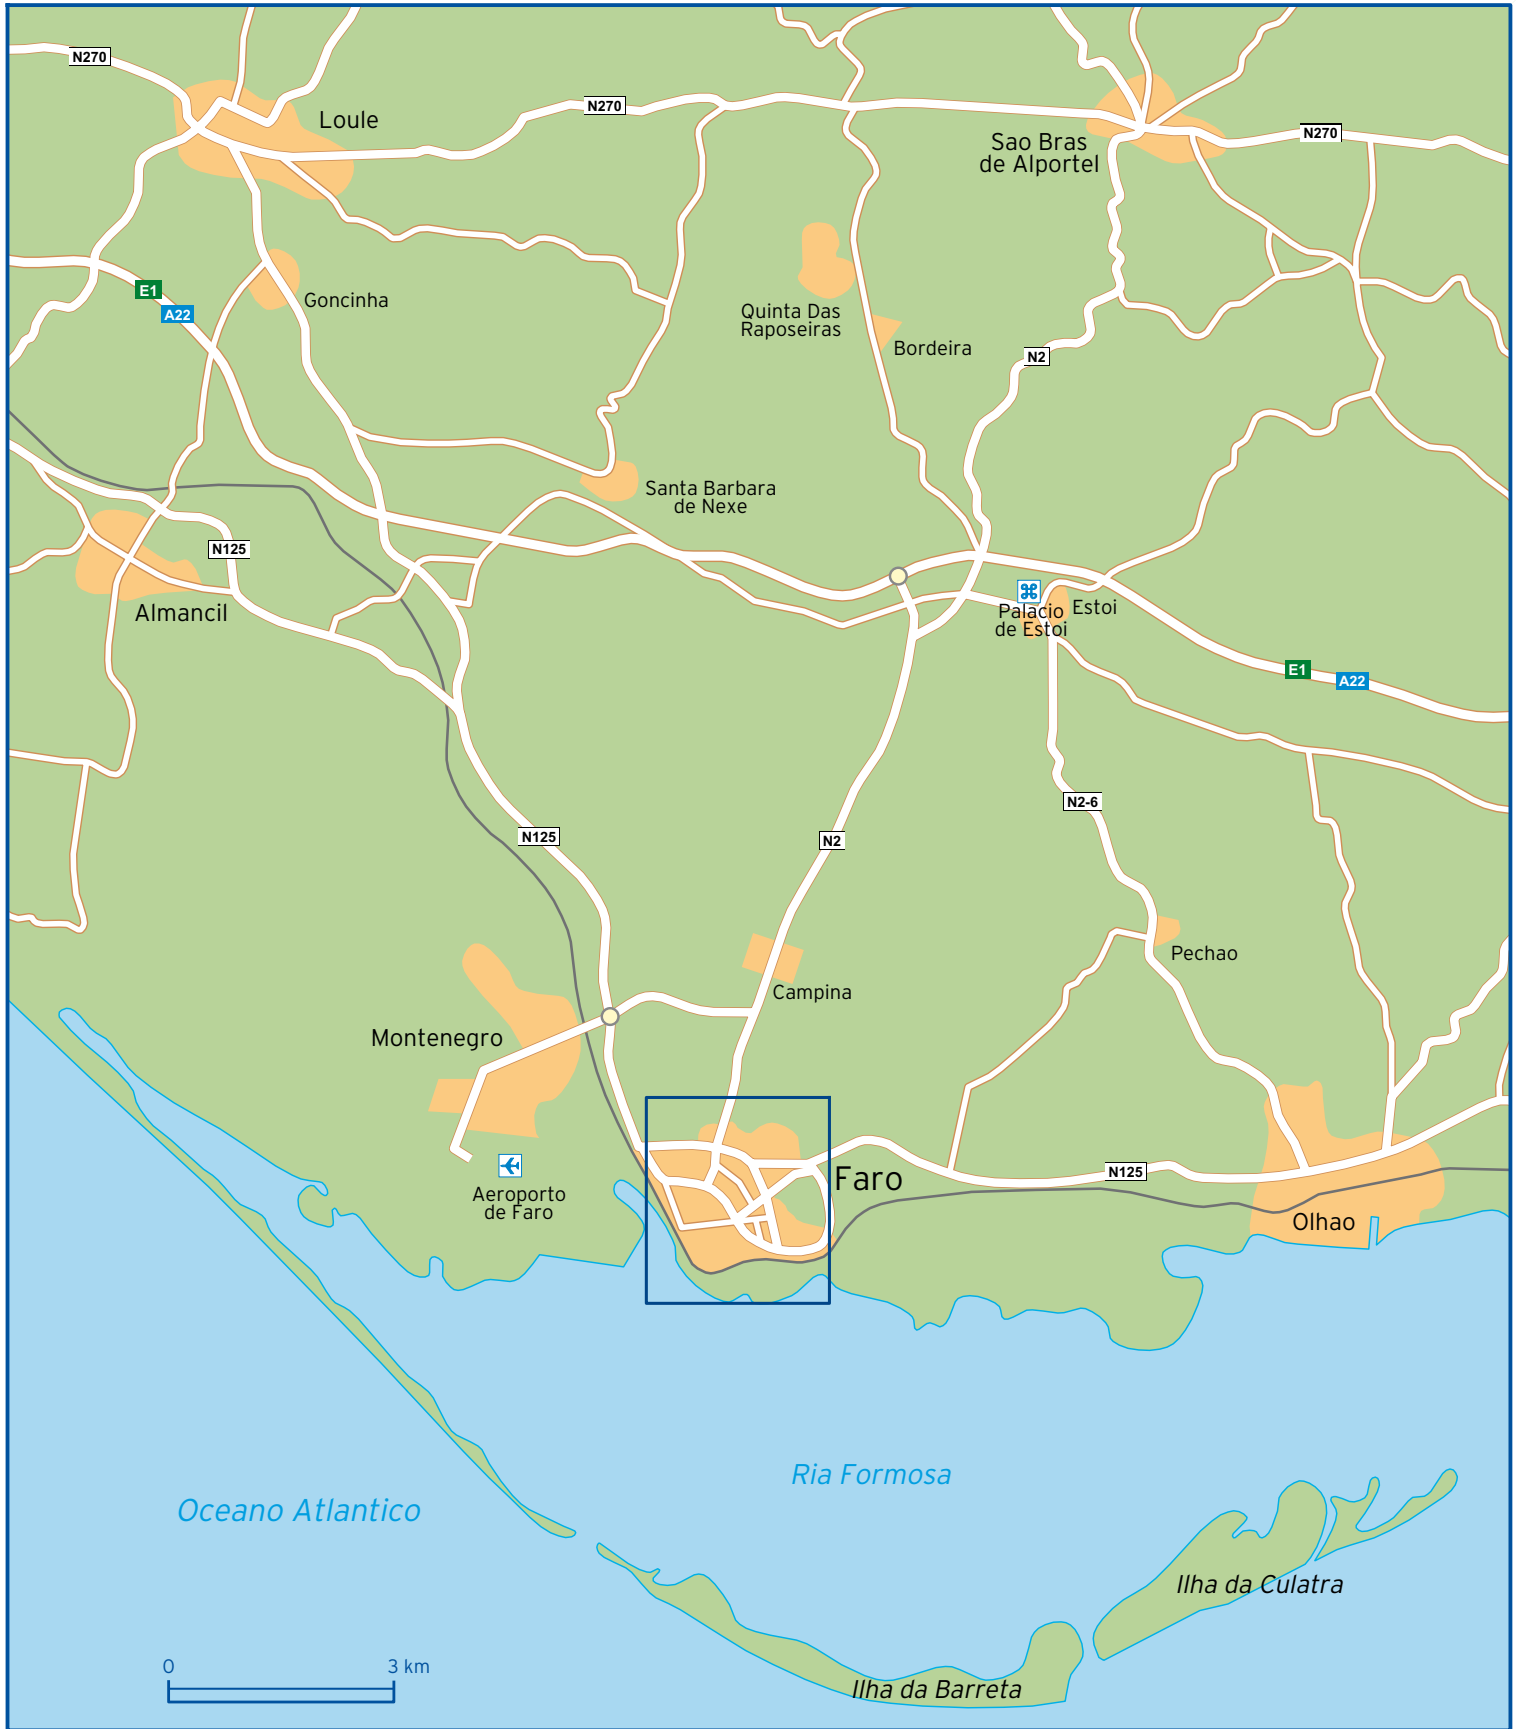 N270
Loule
N270
Sao Bras
de Alportel
N270
E1
A22
Goncinha
Quinta Das
Raposeiras
Bordeira
N2
Santa Barbara
de Nexe
N125
Almancil
Palacio
de Estoi
Estoi
E1
A22
N2-6
N125
N2
Pechao
Campina
Montenegro
Aeroporto
de Faro
Faro
N125
Olhao
Ria Formosa
Oceano Atlantico
Ilha da Culatra
Ilha da Barreta
0
3 km